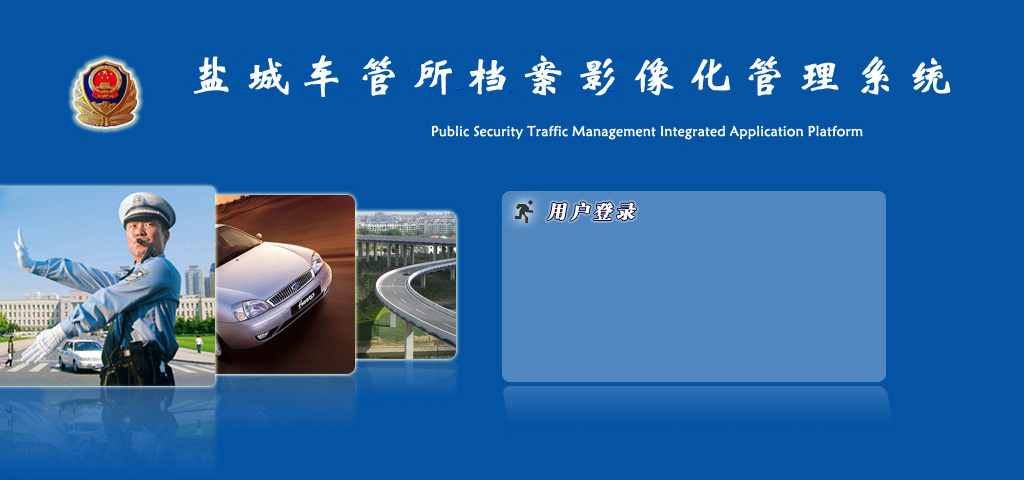 盐城车管所档案影像化管理系统
Public Security Traffic Management Integrated Application Platform
用户登录